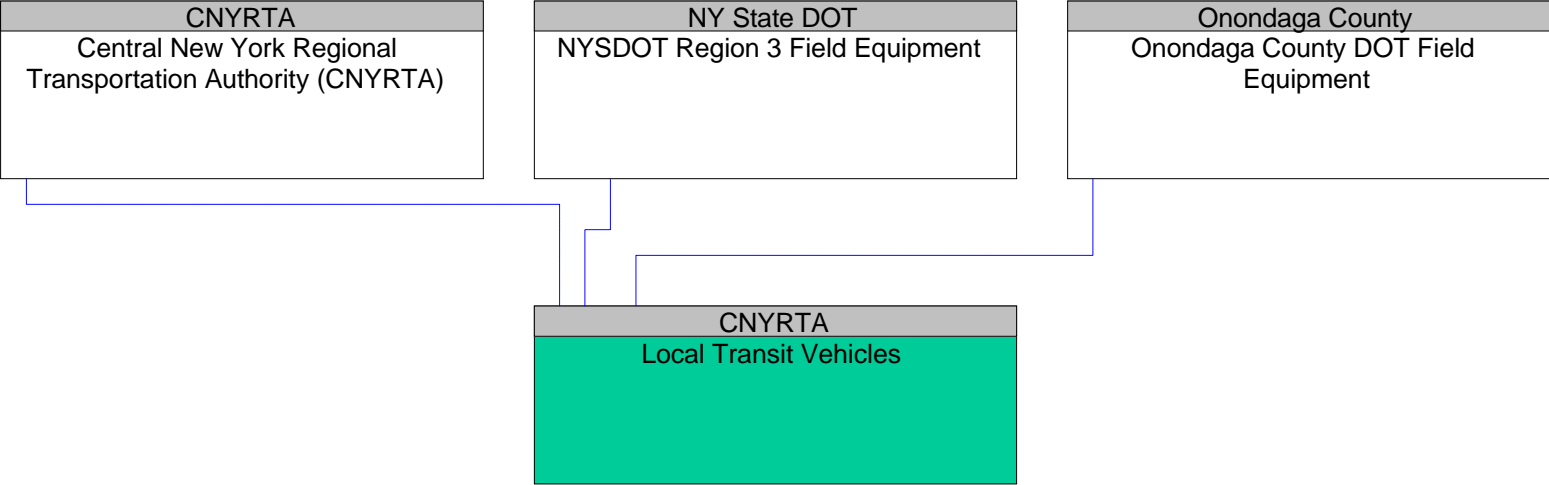 CNYRTA
Central New York Regional
Transportation Authority (CNYRTA)
NY State DOT
NYSDOT Region 3 Field Equipment
Onondaga County
Onondaga County DOT Field
Equipment
CNYRTA
Local Transit Vehicles